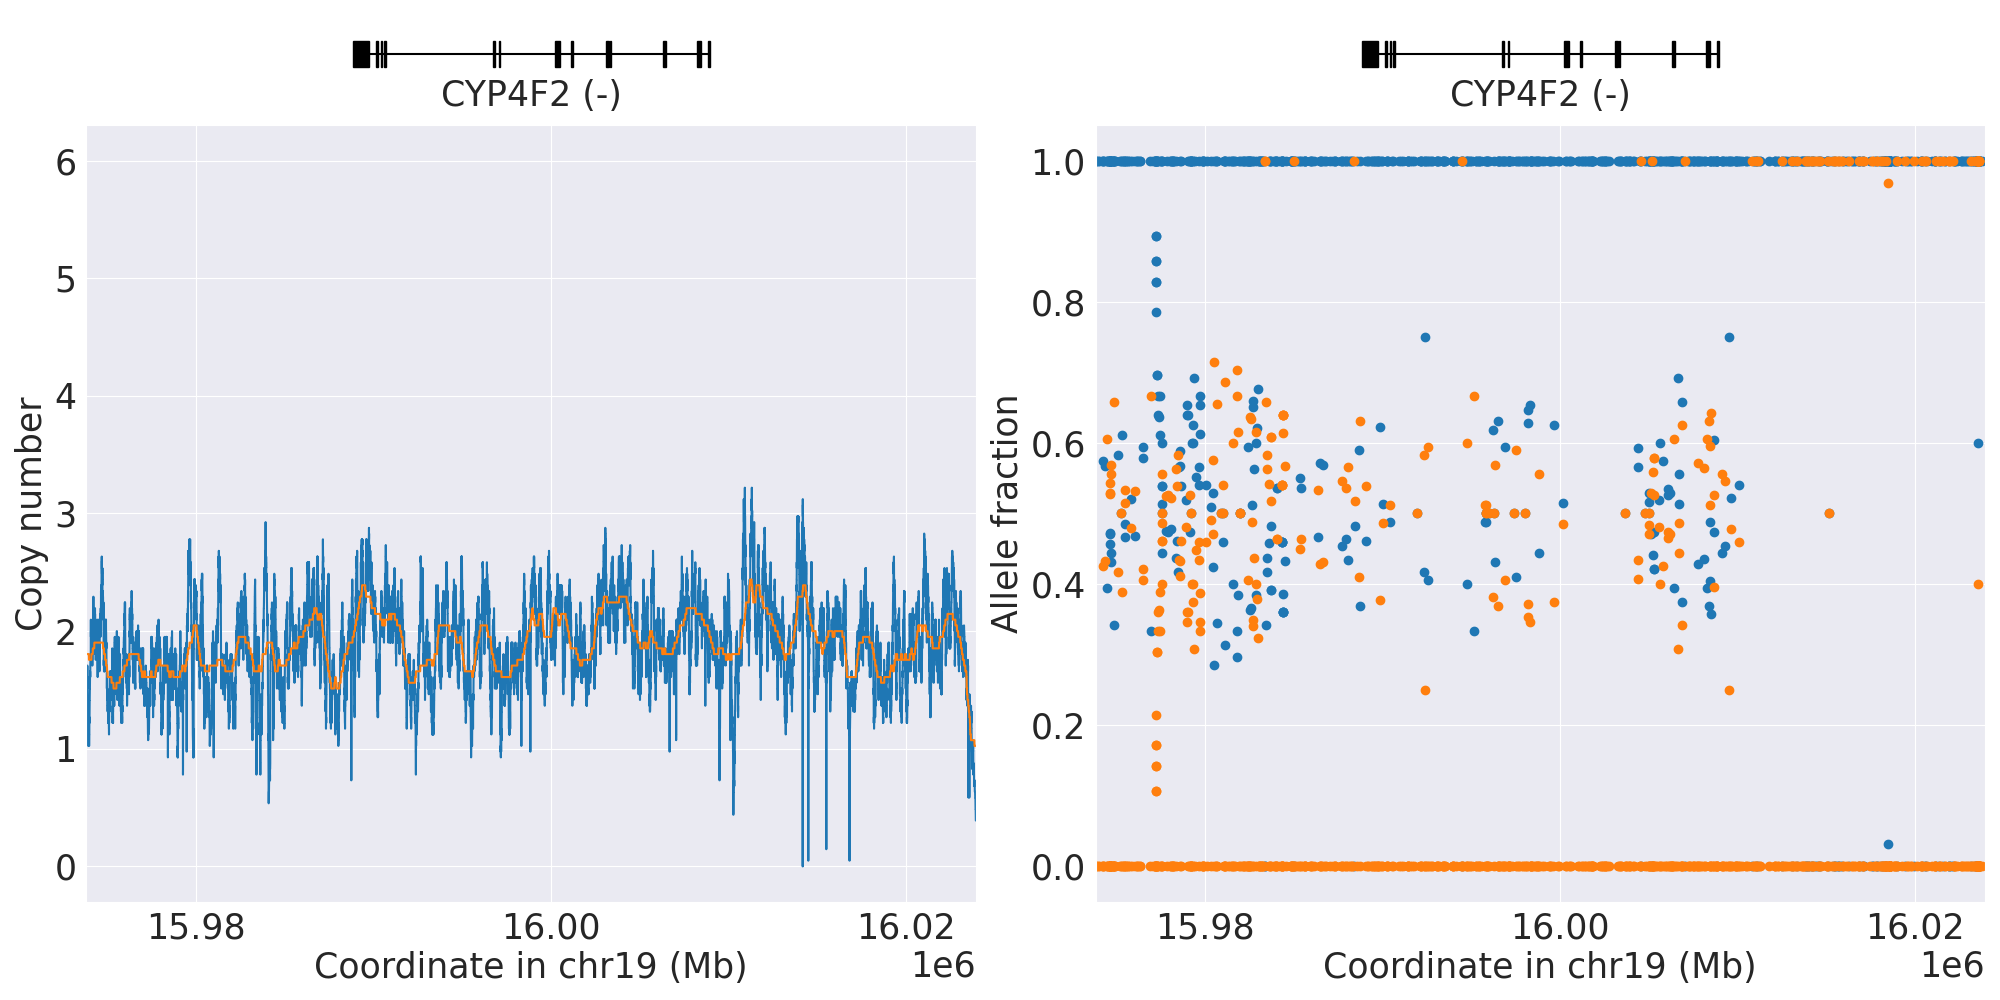 CYP4F2 (-)
Copy number
6
5
4
3
2
1
0
15.98
16.00
16.02
Coordinate in chr19 (Mb)
1e6
CYP4F2 (-)
Allele fraction
1.0
0.8
0.6
0.4
0.2
0.0
15.98
16.00
16.02
Coordinate in chr19 (Mb)
1e6